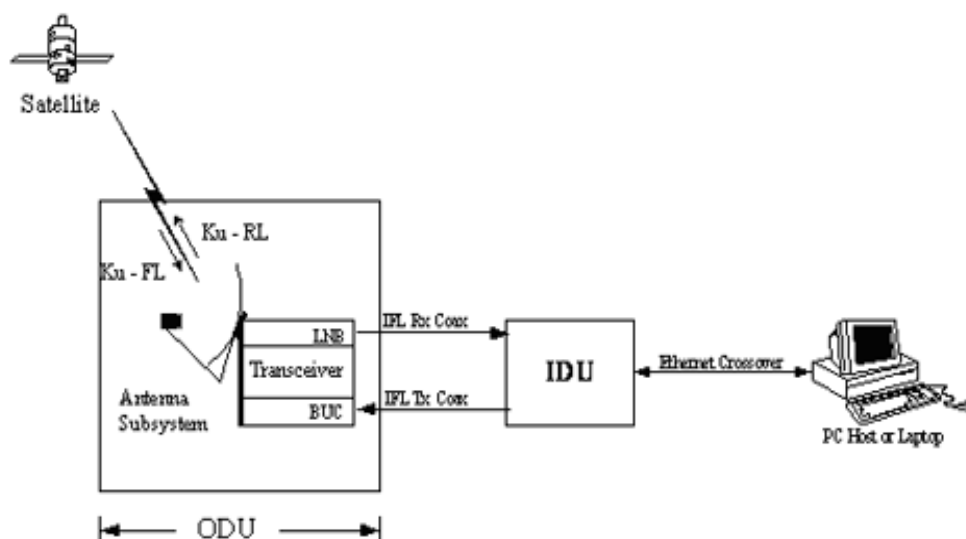 Satellite
Ku - RL
Ku - FL
LNB
Transceiver
BUC
Antenna
Subsystem
IFL Rx Coax
IFL Tx Coax
IDU
Ethernet Crossover
PC Host or Laptop
ODU